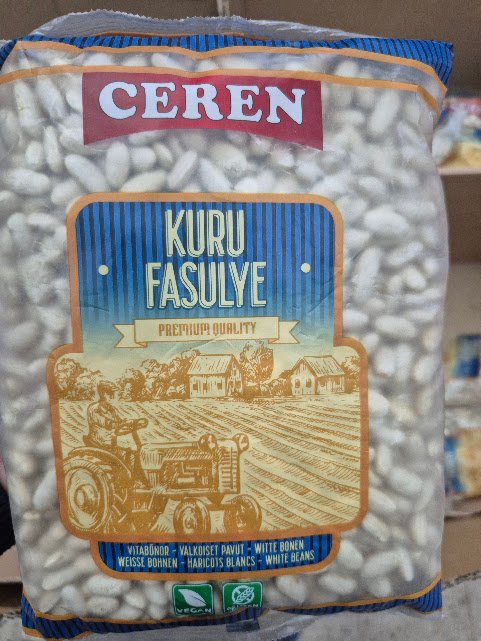 CEREN
KURU
FASULYE
PREMIUM QUALITY
VITABÖNOR - VALKOISET PAVUT - WITTE BONEN
WEISSE BOHNEN - HARICOTS BLANCS - WHITE BEANS
VEGAN